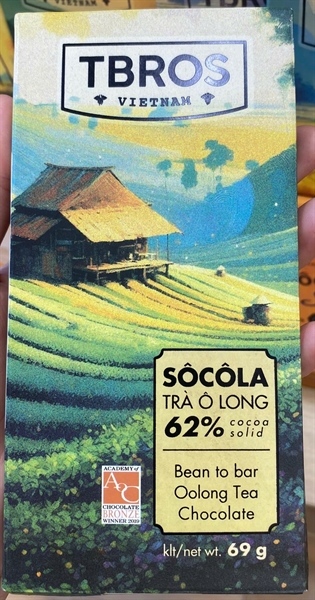 TBROS
VIETNAM
SÔCÔLA
TRÀ Ô LONG
62% cocoa solid
Bean to bar
Oolong Tea
Chocolate
ACADEMY of
A&C
CHOCOLATE
BRONZE
WINNER 2019
klt/net wt. 69 g